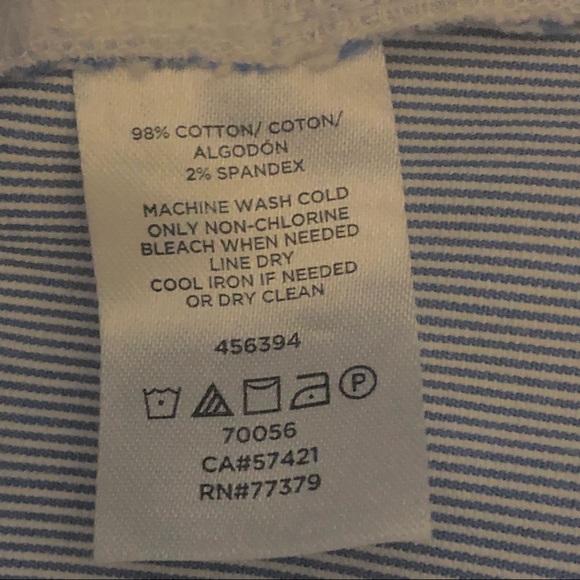 98% COTTON/ COTON/
ALGODÓN
2% SPANDEX
MACHINE WASH COLD
ONLY NON-CHLORINE
BLEACH WHEN NEEDED
LINE DRY
COOL IRON IF NEEDED
OR DRY CLEAN
456394
P
70056
CA#57421
RN#77379